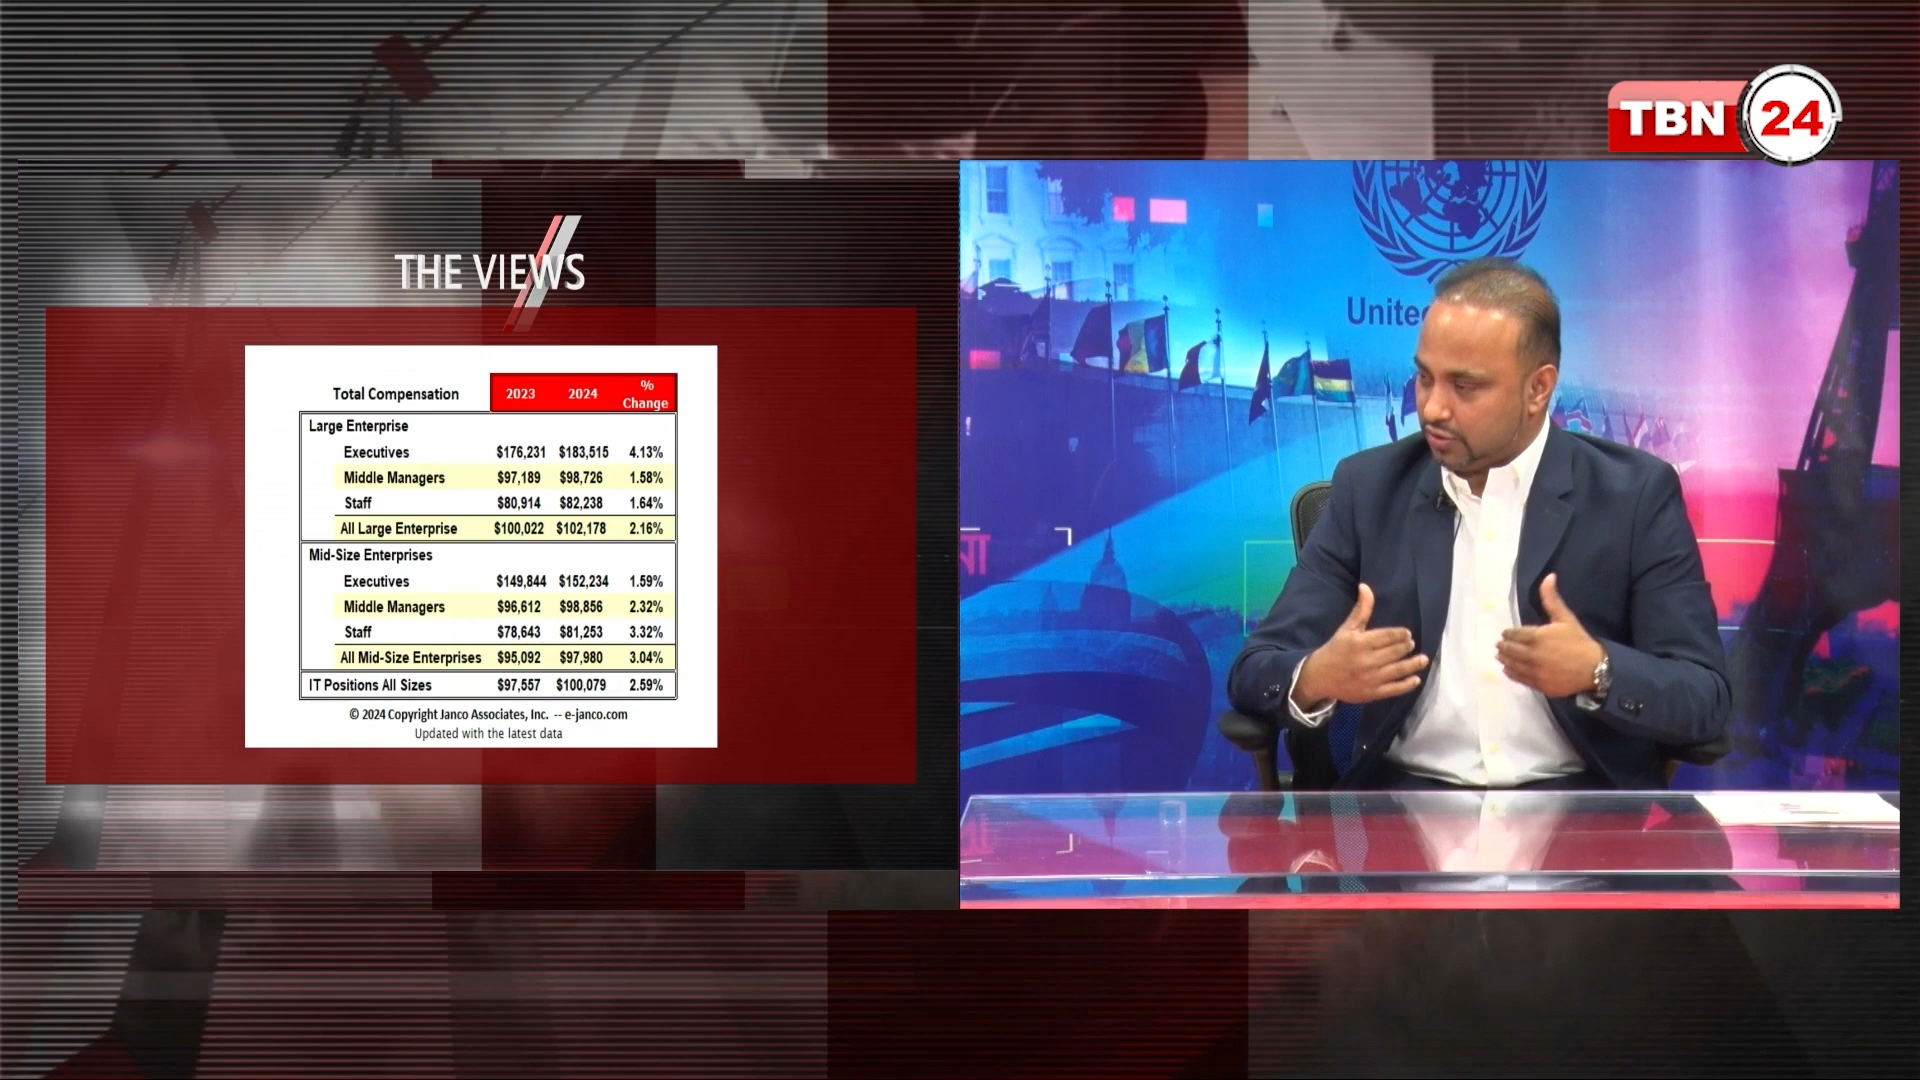 TBN 24
THE VIEWS
Total Compensation 2023 2024 % Change
Large Enterprise
Executives $176,231 $183,515 4.13%
Middle Managers $97,189 $98,726 1.58%
Staff $80,914 $82,238 1.64%
All Large Enterprise $100,022 $102,178 2.16%
Mid-Size Enterprises
Executives $149,844 $152,234 1.59%
Middle Managers $96,612 $98,856 2.32%
Staff $78,643 $81,253 3.32%
All Mid-Size Enterprises $95,092 $97,980 3.04%
IT Positions All Sizes $97,557 $100,079 2.59%
© 2024 Copyright Janco Associates, Inc. -- e-janco.com
Updated with the latest data